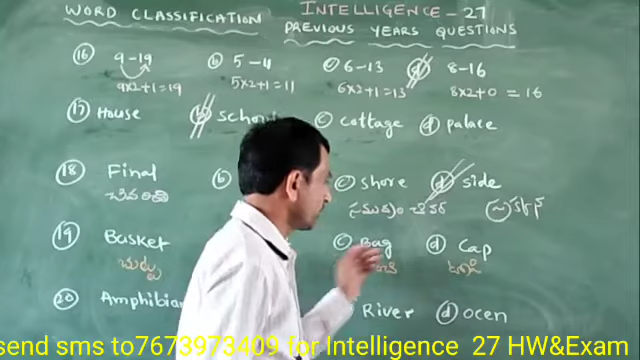 WORD CLASSIFICATION INTELLIGENCE - 27
PREVIOUS YEARS QUESTIONS
16 9-19 b 5-4 c 6-13 d 8-16
9x2+1=19 5x2+1=11 6x2+1=13 8x2+0=16
17 House b c cottage d palace
18 Final b c shore d side
చివరి
19 Basket c Bag d Cap
బుట్ట
20 Amphibian River d ocen
send sms to7673973409 for Intelligence 27 HW&Exam